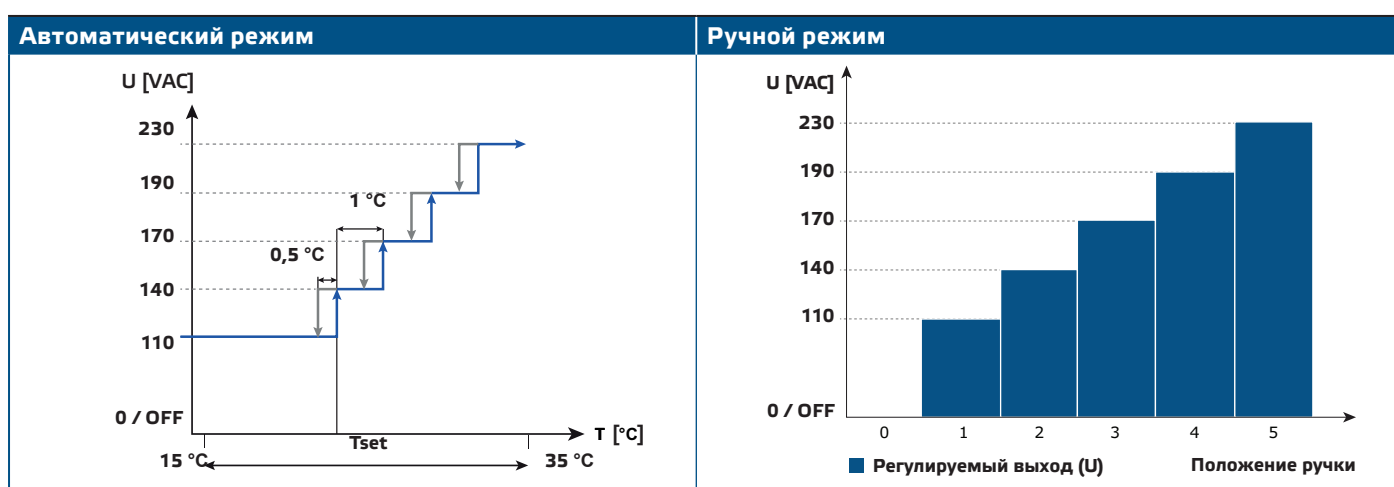 Автоматический режим
Ручной режим
U [VAC]
230
190
1 °C
170
0,5 °C
140
110
0 / OFF
Tset
T [°C]
15 °C
35 °C
U [VAC]
230
190
170
140
110
0 / OFF
0 1 2 3 4 5
Регулируемый выход (U)
Положение ручки